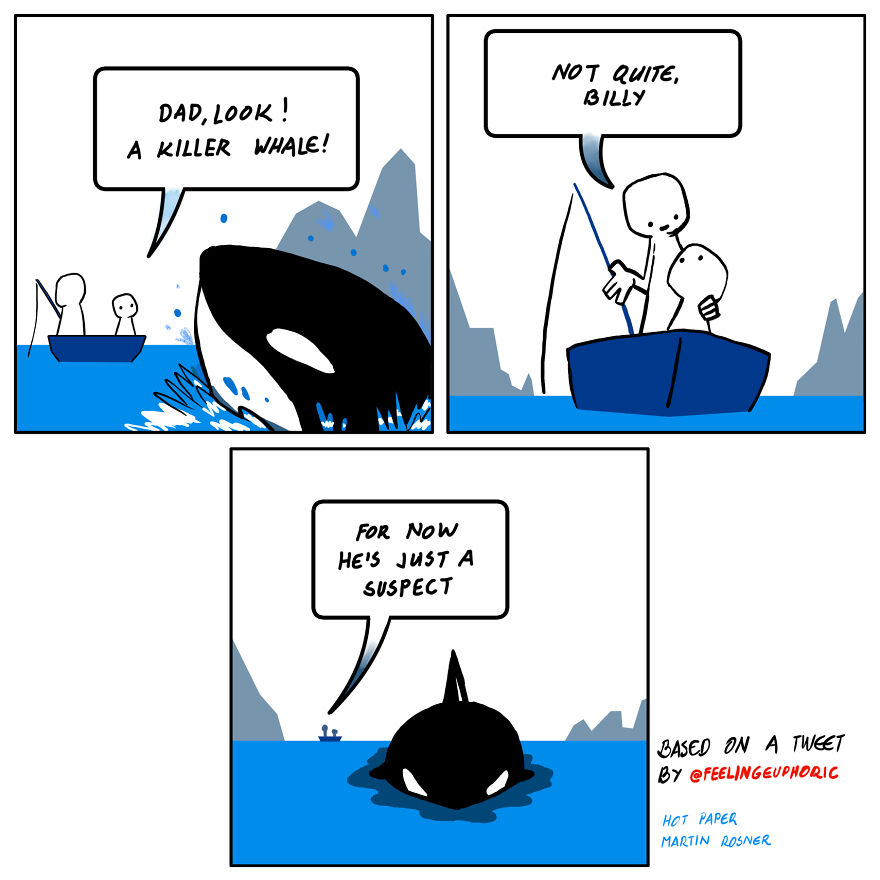 DAD, LOOK!
A KILLER WHALE!
NOT QUITE,
BILLY
FOR NOW
HE'S JUST A
SUSPECT
BASED ON A TWEET
BY @FEELINGEUPHORIC
HOT PAPER
MARTIN ROSNER